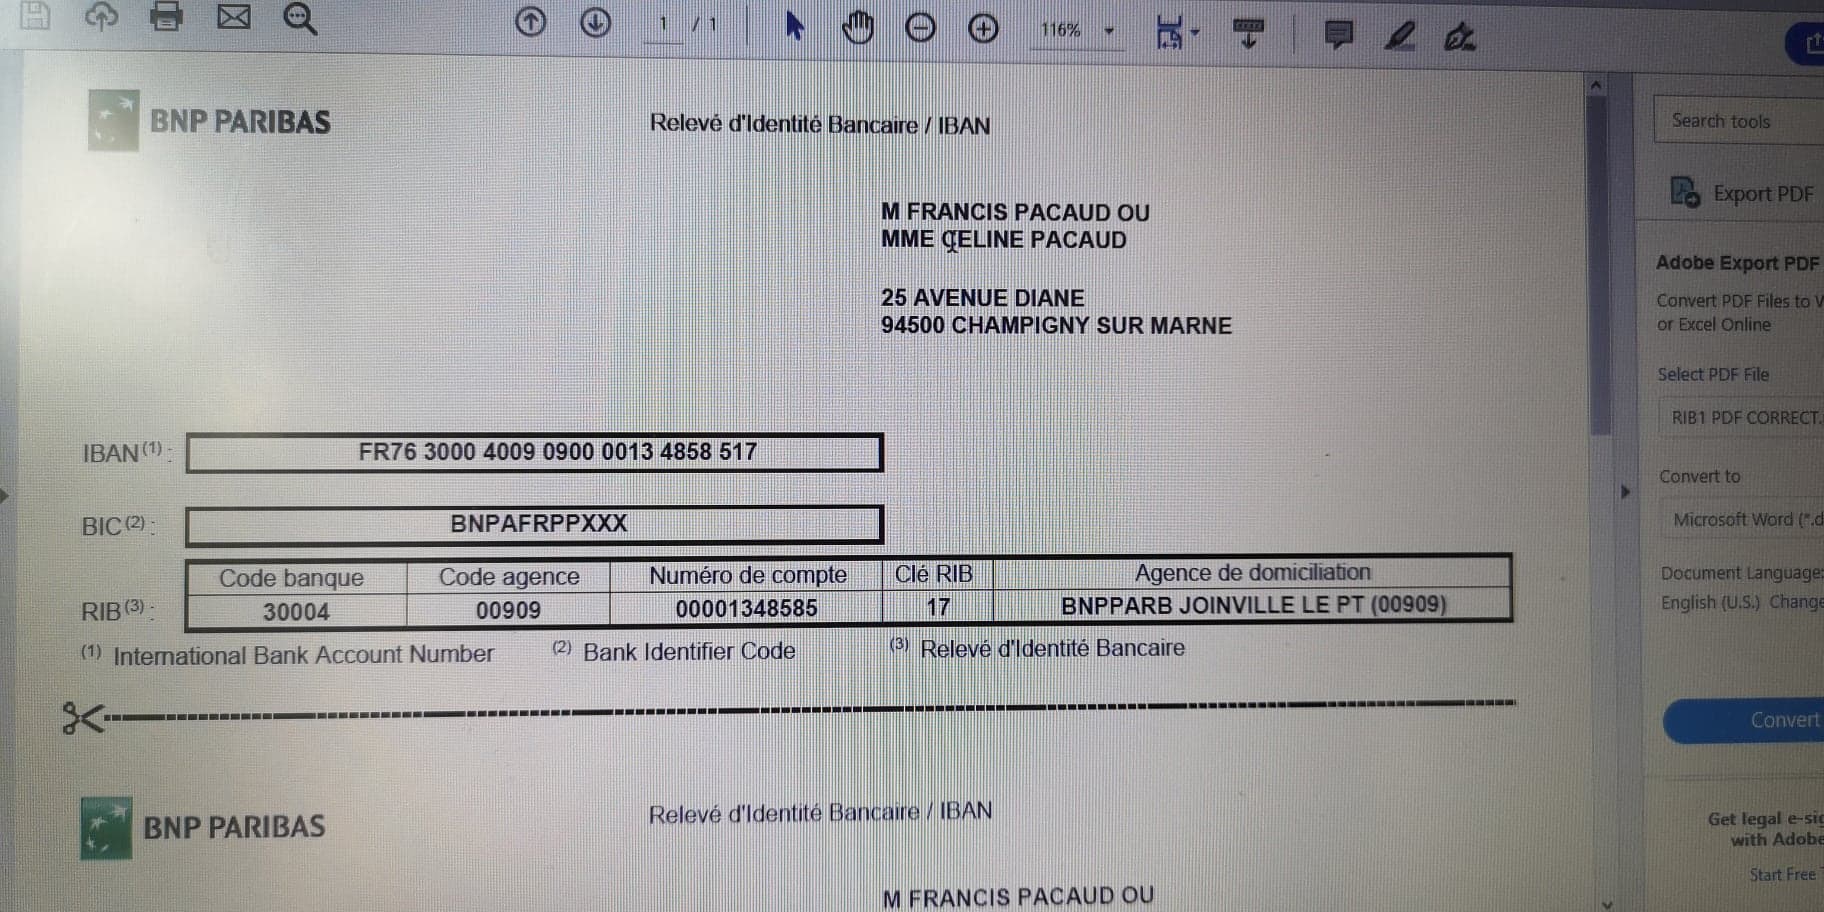 1 / 1
116%
BNP PARIBAS
Relevé d'Identité Bancaire / IBAN
M FRANCIS PACAUD OU
MME CELINE PACAUD
25 AVENUE DIANE
94500 CHAMPIGNY SUR MARNE
IBAN(1) :
FR76 3000 4009 0900 0013 4858 517
BIC(2) :
BNPAFRPPXXX
Code banque Code agence Numéro de compte Clé RIB Agence de domiciliation
RIB(3) : 30004 00909 00001348585 17 BNPPARB JOINVILLE LE PT (00909)
(1) International Bank Account Number (2) Bank Identifier Code (3) Relevé d'Identité Bancaire
BNP PARIBAS
Relevé d'Identité Bancaire / IBAN
M FRANCIS PACAUD OU
Search tools
Export PDF
Adobe Export PDF
Convert PDF Files to
or Excel Online
Select PDF File
RIB1 PDF CORRECT.
Convert to
Microsoft Word (*.d
Document Language:
English (U.S.) Change
Convert
Get legal e-sig
with Adobe
Start Free